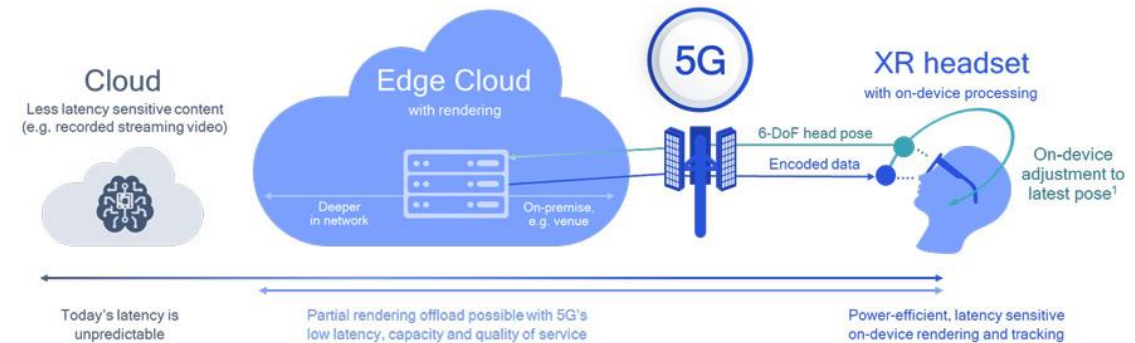 Cloud
Less latency sensitive content
(e.g. recorded streaming video)
Edge Cloud
with rendering
Deeper
in network
On-premise,
e.g. venue
5G
6-DoF head pose
Encoded data
XR headset
with on-device processing
On-device
adjustment to
latest pose¹
Today's latency is
unpredictable
Partial rendering offload possible with 5G's
low latency, capacity and quality of service
Power-efficient, latency sensitive
on-device rendering and tracking